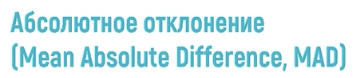 Абсолютное отклонение
(Mean Absolute Difference, MAD)